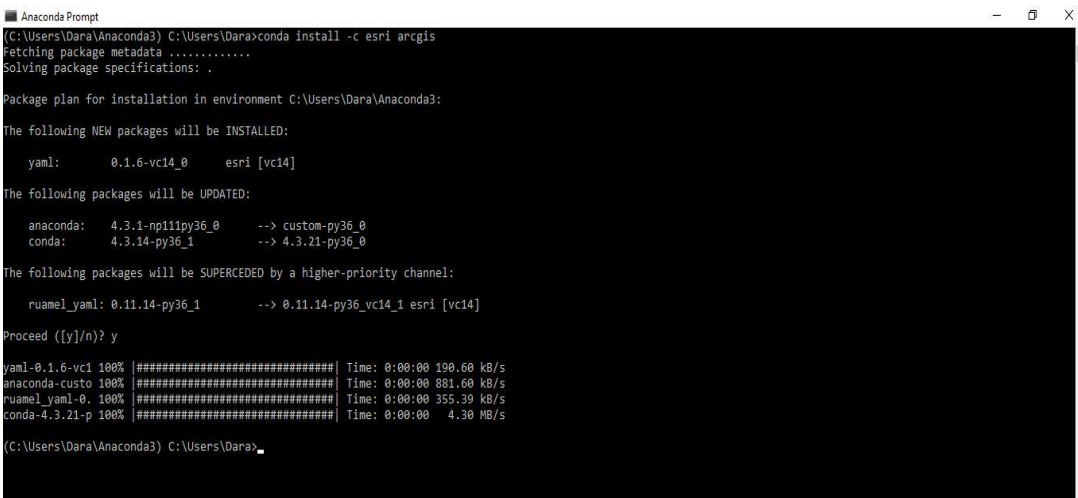 Anaconda Prompt
(C:\Users\Dara\Anaconda3) C:\Users\Dara>conda install -c esri arcgis
Fetching package metadata .............
Solving package specifications: .
Package plan for installation in environment C:\Users\Dara\Anaconda3:
The following NEW packages will be INSTALLED:
yaml: 0.1.6-vc14_0 esri [vc14]
The following packages will be UPDATED:
anaconda: 4.3.1-np111py36_0 --> custom-py36_0
conda: 4.3.14-py36_1 --> 4.3.21-py36_0
The following packages will be SUPERCEDED by a higher-priority channel:
ruamel_yaml: 0.11.14-py36_1 --> 0.11.14-py36_vc14_1 esri [vc14]
Proceed ([y]/n)? y
yaml-0.1.6-vc1 100% |###############################| Time: 0:00:00 190.60 kB/s
anaconda-custo 100% |###############################| Time: 0:00:00 881.60 kB/s
ruamel_yaml-0. 100% |###############################| Time: 0:00:00 355.39 kB/s
conda-4.3.21-p 100% |###############################| Time: 0:00:00 4.30 MB/s
(C:\Users\Dara\Anaconda3) C:\Users\Dara>